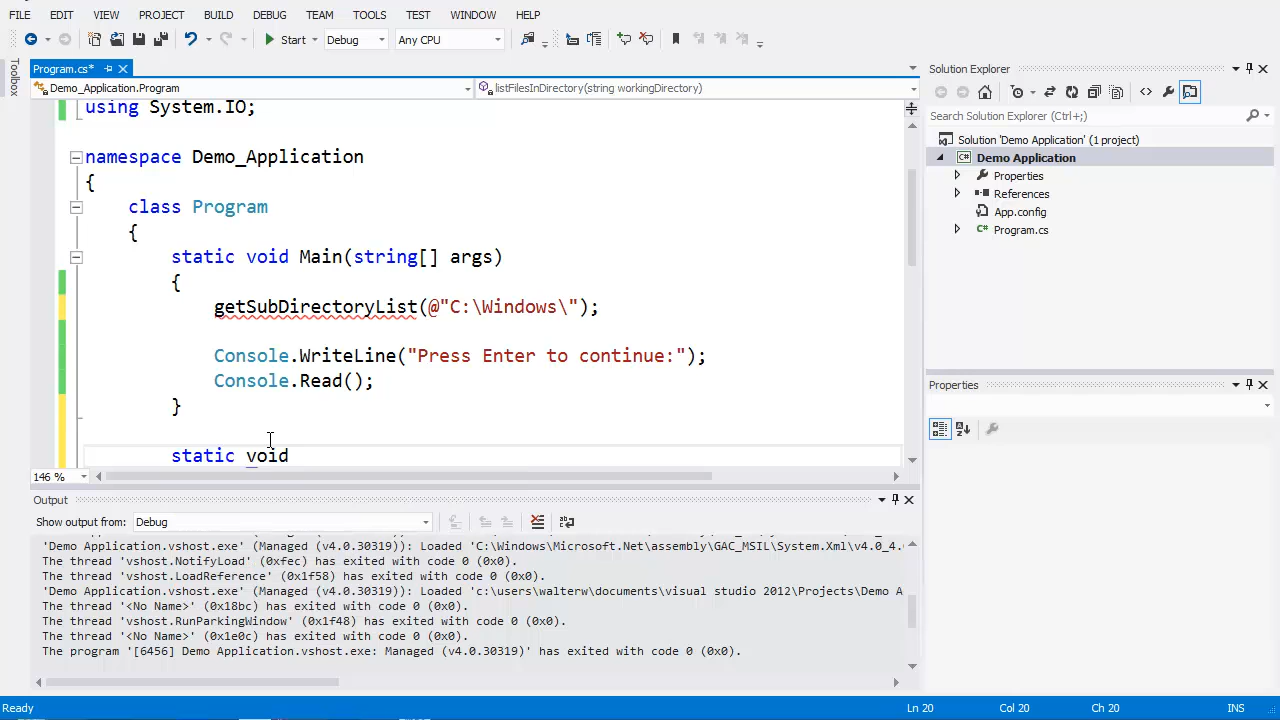 FILE EDIT VIEW PROJECT BUILD DEBUG TEAM TOOLS TEST WINDOW HELP
Start Debug Any CPU
Toolbox
Program.cs*
Demo_Application.Program listFilesInDirectory(string workingDirectory)
using System.IO;
namespace Demo_Application
{
class Program
{
static void Main(string[] args)
{
getSubDirectoryList(@"C:\Windows\");
Console.WriteLine("Press Enter to continue:");
Console.Read();
}
static void
146 %
Output
Show output from: Debug
'Demo Application.vshost.exe' (Managed (v4.0.30319)): Loaded 'C:\Windows\Microsoft.Net\assembly\GAC_MSIL\System.Xml\v4.0_4.0
The thread 'vshost.NotifyLoad' (0xfec) has exited with code 0 (0x0).
The thread 'vshost.LoadReference' (0x1f58) has exited with code 0 (0x0).
'Demo Application.vshost.exe' (Managed (v4.0.30319)): Loaded 'c:\users\walterw\documents\visual studio 2012\Projects\Demo A
The thread '<No Name>' (0x18bc) has exited with code 0 (0x0).
The thread 'vshost.RunParkingWindow' (0x1f48) has exited with code 0 (0x0).
The thread '<No Name>' (0x1e0c) has exited with code 0 (0x0).
The program '[6456] Demo Application.vshost.exe: Managed (v4.0.30319)' has exited with code 0 (0x0).
Solution Explorer
Search Solution Explorer (Ctrl+;)
Solution 'Demo Application' (1 project)
C# Demo Application
Properties
References
App.config
C# Program.cs
Properties
Ready Ln 20 Col 20 Ch 20 INS